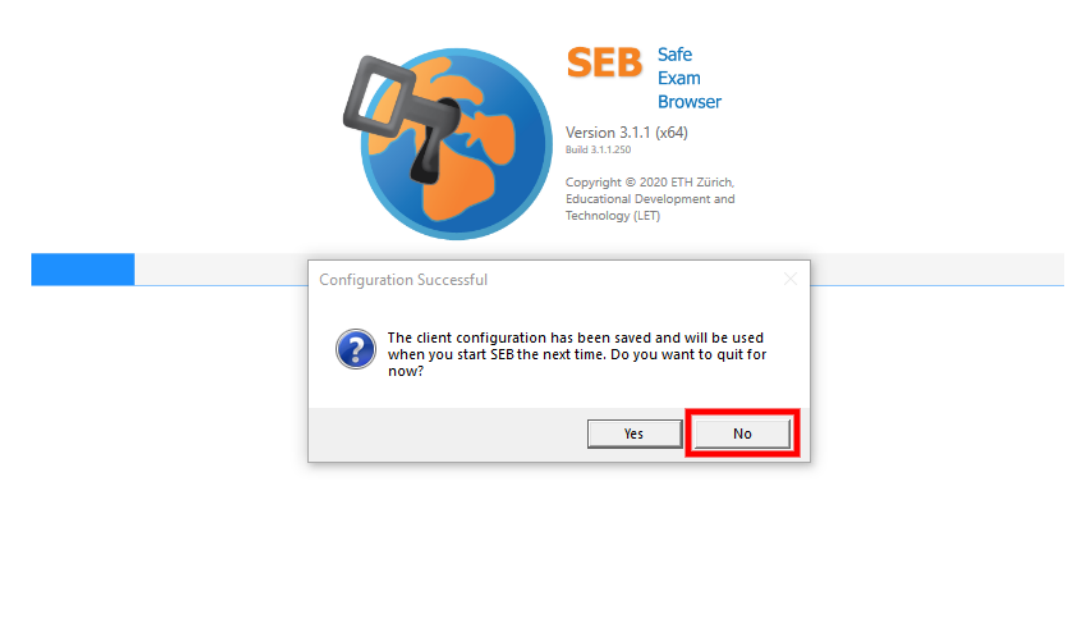 SEB Safe
Exam
Browser
Version 3.1.1 (x64)
Build 3.1.1.250
Copyright © 2020 ETH Zürich,
Educational Development and
Technology (LET)
Configuration Successful
The client configuration has been saved and will be used
when you start SEB the next time. Do you want to quit for
now?
Yes No